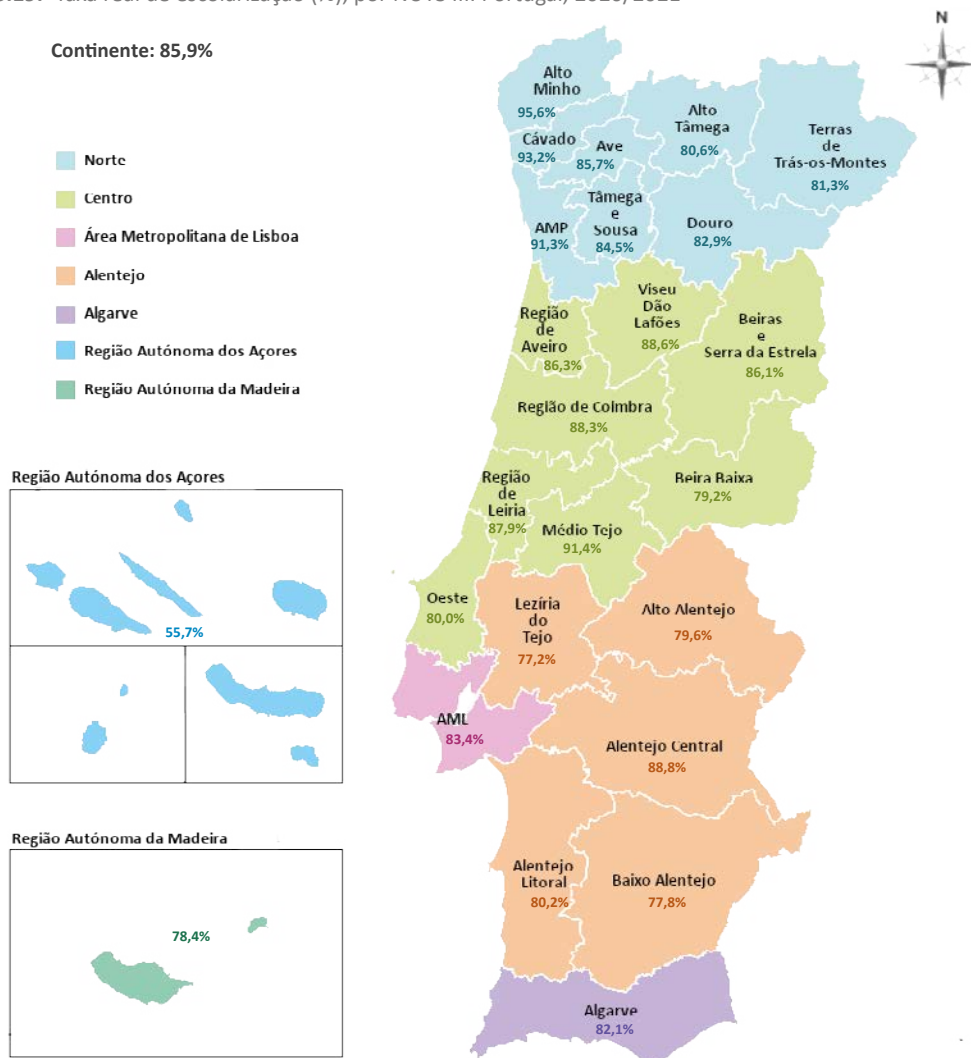 Continente: 85,9%
N
Norte
Centro
Área Metropolitana de Lisboa
Alentejo
Algarve
Região Autónoma dos Açores
Região Autónoma da Madeira
Alto
Minho
95,6%
Cávado
93,2%
Ave
85,7%
Alto
Tâmega
80,6%
Terras
de
Trás-os-Montes
81,3%
AMP
91,3%
Tâmega
e
Sousa
84,5%
Douro
82,9%
Região
de
Aveiro
86,3%
Viseu
Dão
Lafões
88,6%
Beiras
e
Serra da Estrela
86,1%
Região de Coimbra
88,3%
Região
de
Leiria
87,9%
Médio Tejo
91,4%
Beira Baixa
79,2%
Oeste
80,0%
Lezíria
do
Tejo
77,2%
Alto Alentejo
79,6%
AML
83,4%
Alentejo Central
88,8%
Alentejo
Litoral
80,2%
Baixo Alentejo
77,8%
Algarve
82,1%
Região Autónoma dos Açores
55,7%
Região Autónoma da Madeira
78,4%